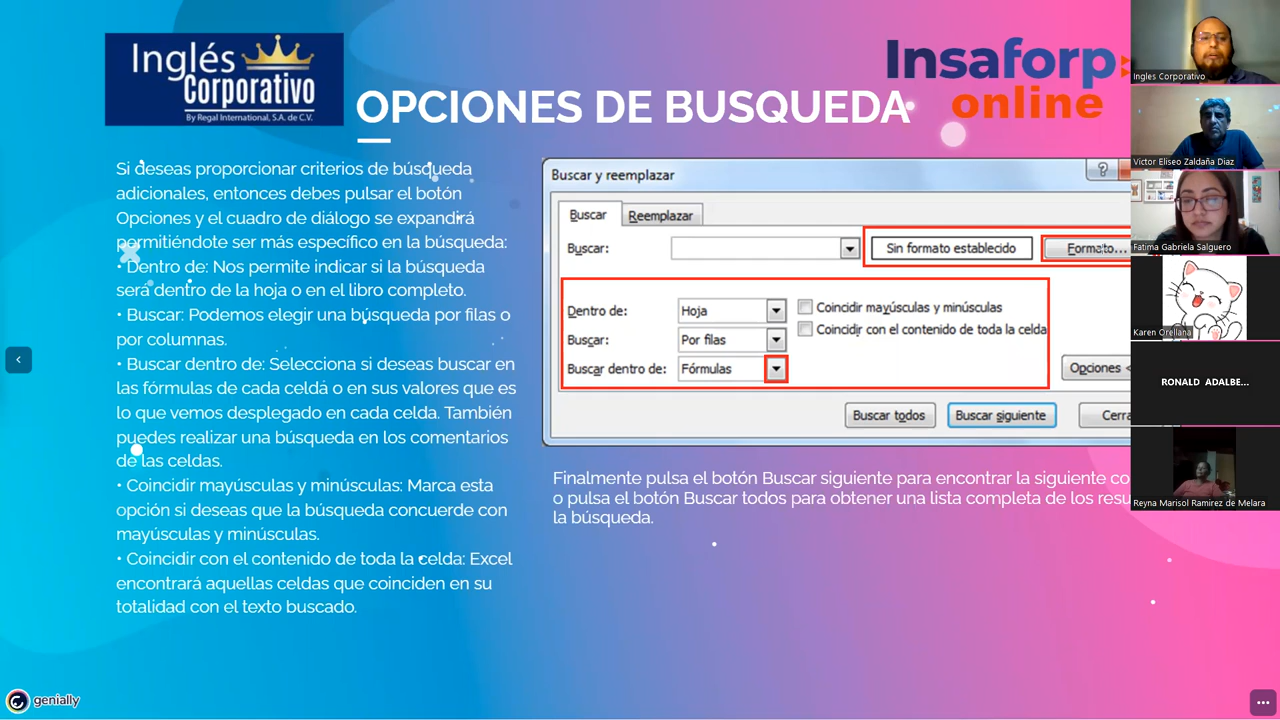 Inglés
Corporativo
By Regal International, S.A. de C.V.
OPCIONES DE BUSQUEDA
Insaforp
online
Si deseas proporcionar criterios de búsqueda
adicionales, entonces debes pulsar el botón
Opciones y el cuadro de diálogo se expandirá
permitiéndote ser más específico en la búsqueda:
• Dentro de: Nos permite indicar si la búsqueda
será dentro de la hoja o en el libro completo.
• Buscar: Podemos elegir una búsqueda por filas o
por columnas.
• Buscar dentro de: Selecciona si deseas buscar en
las fórmulas de cada celda o en sus valores que es
lo que vemos desplegado en cada celda. También
puedes realizar una búsqueda en los comentarios
de las celdas.
• Coincidir mayúsculas y minúsculas: Marca esta
opción si deseas que la búsqueda concuerde con
mayúsculas y minúsculas.
• Coincidir con el contenido de toda la celda: Excel
encontrará aquellas celdas que coinciden en su
totalidad con el texto buscado.
Buscar y reemplazar
?
Buscar Reemplazar
Buscar: Sin formato establecido Formato...
Dentro de: Hoja Coincidir mayúsculas y minúsculas
Buscar: Por filas Coincidir con el contenido de toda la celda
Buscar dentro de: Fórmulas Opciones <
Buscar todos Buscar siguiente Cerra
Finalmente pulsa el botón Buscar siguiente para encontrar la siguiente co
o pulsa el botón Buscar todos para obtener una lista completa de los resu
la búsqueda.
Ingles Corporativo
Víctor Eliseo Zaldaña Diaz
Fatima Gabriela Salguero
Karen Orellana
RONALD ADALBE...
Reyna Marisol Ramirez de Melara
genially